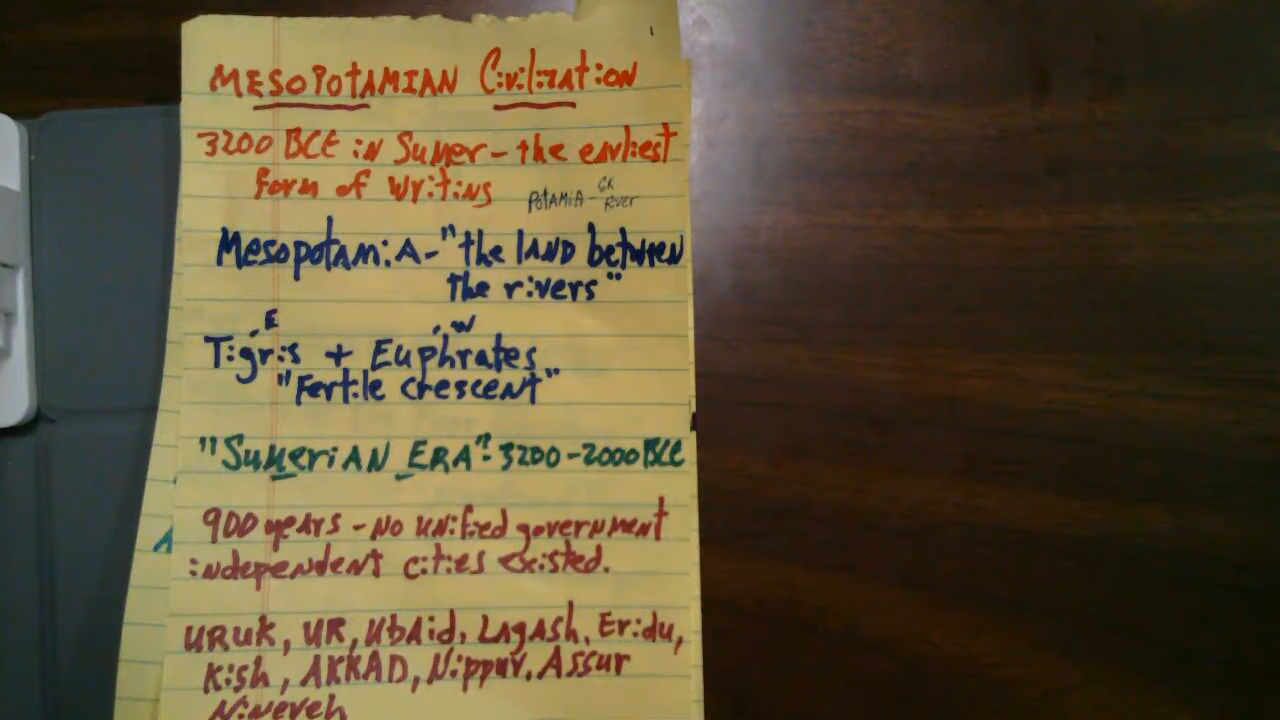 MESOPOTAMIAN Civilization
3200 BCE in Sumer - the earliest
form of writing
POTAMIA - GK
River
Mesopotamia - "the LAND between
the rivers"
E W
Tigris + Euphrates
"Fertile crescent"
"Sumerian ERA": 3200-2000 BCE
900 years - No unified government
independent cities existed.
URUK, UR, Ubaid, Lagash, Eridu,
Kish, AKKAD, Nippur, Assur
Nineveh